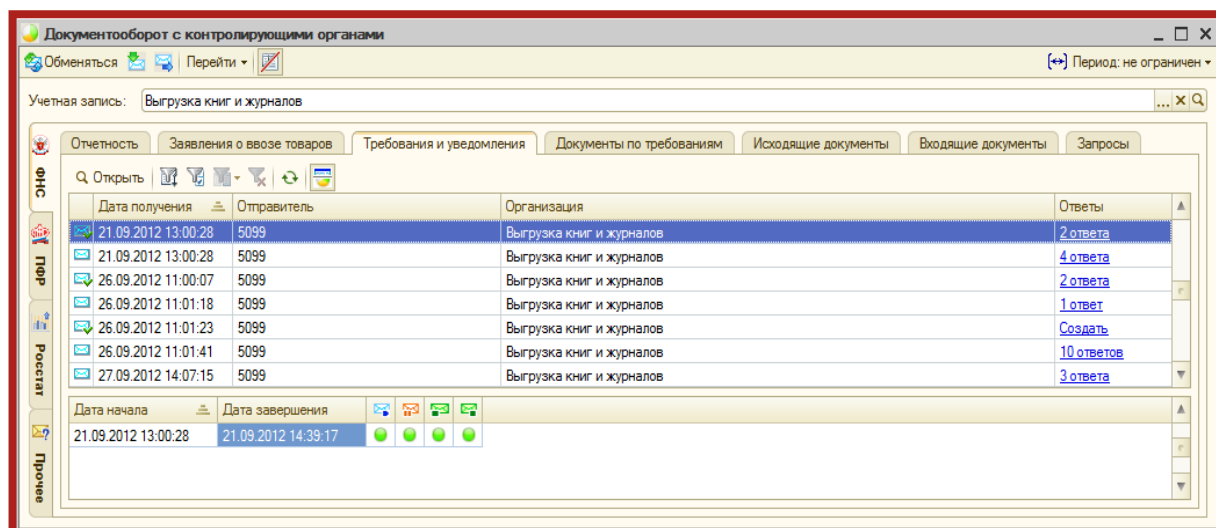 Документооборот с контролирующими органами
Обменяться Перейти Период: не ограничен
Учетная запись: Выгрузка книг и журналов ...
ФНС
ПФР
Росстат
Прочее
Отчетность Заявления о ввозе товаров Требования и уведомления Документы по требованиям Исходящие документы Входящие документы Запросы
Открыть
Дата получения Отправитель Организация Ответы
21.09.2012 13:00:28 5099 Выгрузка книг и журналов 2 ответа
21.09.2012 13:00:28 5099 Выгрузка книг и журналов 4 ответа
26.09.2012 11:00:07 5099 Выгрузка книг и журналов 2 ответа
26.09.2012 11:01:18 5099 Выгрузка книг и журналов 1 ответ
26.09.2012 11:01:23 5099 Выгрузка книг и журналов Создать
26.09.2012 11:01:41 5099 Выгрузка книг и журналов 10 ответов
27.09.2012 14:07:15 5099 Выгрузка книг и журналов 3 ответа
Дата начала Дата завершения
21.09.2012 13:00:28 21.09.2012 14:39:17